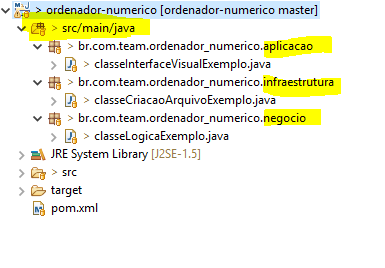 > ordenador-numerico [ordenador-numerico master]
> src/main/java
> br.com.team.ordenador_numerico.aplicacao
> classeInterfaceVisualExemplo.java
> br.com.team.ordenador_numerico.infraestrutura
> classeCriacaoArquivoExemplo.java
> br.com.team.ordenador_numerico.negocio
> classeLogicaExemplo.java
JRE System Library [J2SE-1.5]
> src
target
pom.xml